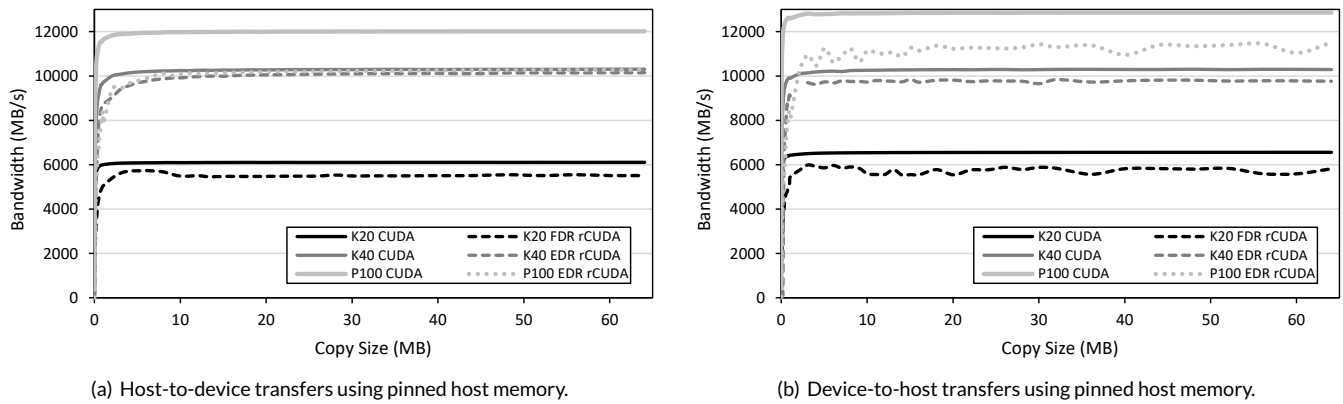 12000
10000
8000
6000
4000
2000
0
Bandwidth (MB/s)
K20 CUDA K20 FDR rCUDA
K40 CUDA K40 EDR rCUDA
P100 CUDA P100 EDR rCUDA
0 10 20 30 40 50 60
Copy Size (MB)
(a) Host-to-device transfers using pinned host memory.
12000
10000
8000
6000
4000
2000
0
Bandwidth (MB/s)
K20 CUDA K20 FDR rCUDA
K40 CUDA K40 EDR rCUDA
P100 CUDA P100 EDR rCUDA
0 10 20 30 40 50 60
Copy Size (MB)
(b) Device-to-host transfers using pinned host memory.